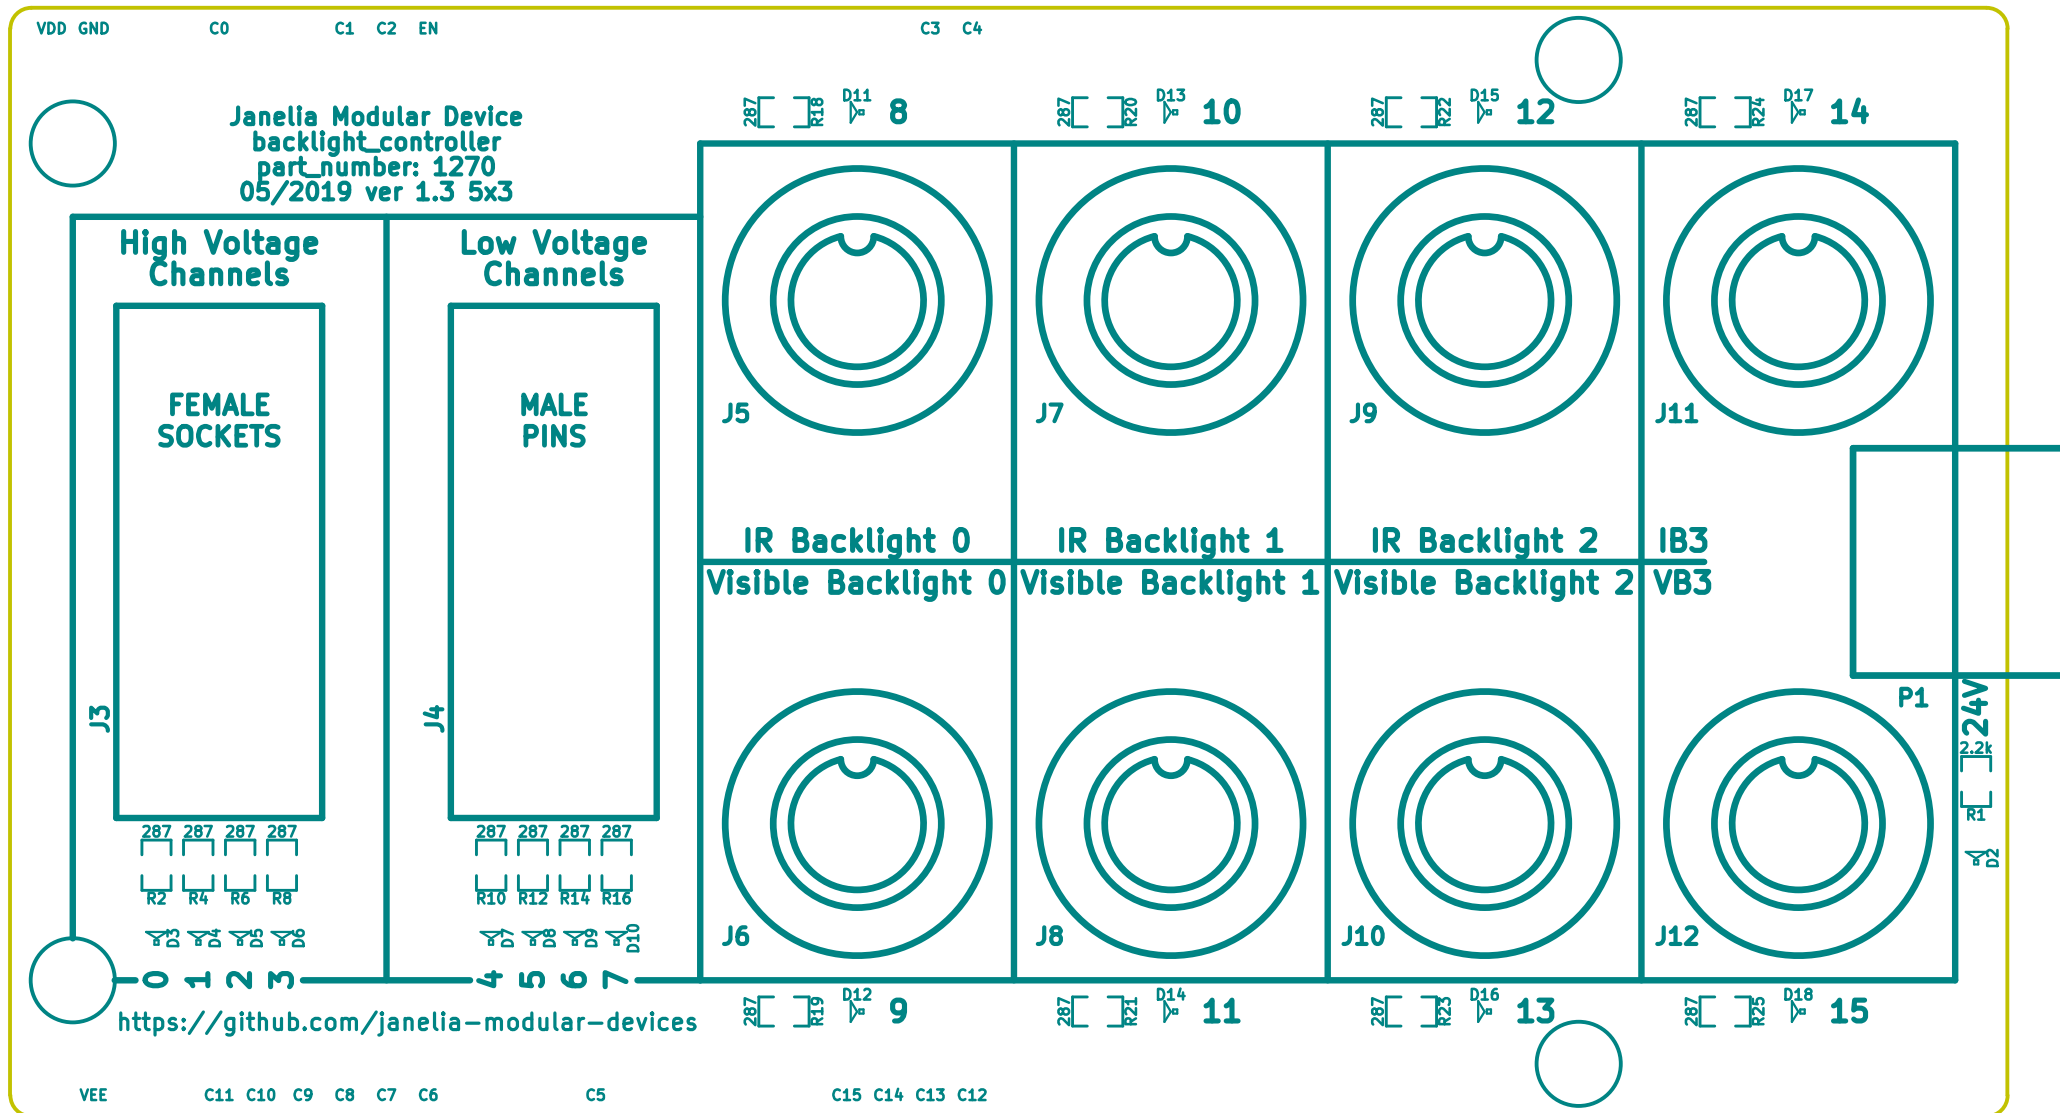 VDD GND C0 C1 C2 EN C3 C4
Janelia Modular Device
backlight_controller
part_number: 1270
05/2019 ver 1.3 5x3
287 R18 D11 8
287 R20 D13 10
287 R22 D15 12
287 R24 D17 14
High Voltage
Channels
Low Voltage
Channels
FEMALE
SOCKETS
MALE
PINS
J5
J7
J9
J11
IR Backlight 0
IR Backlight 1
IR Backlight 2
IB3
Visible Backlight 0
Visible Backlight 1
Visible Backlight 2
VB3
J3
J4
P1
24V
2.2k
R1
D2
287 287 287 287
R2 R4 R6 R8
D3 D4 D5 D6
0 1 2 3
287 287 287 287
R10 R12 R14 R16
D7 D8 D9 D10
4 5 6 7
J6
J8
J10
J12
287 R19 D12 9
287 R21 D14 11
287 R23 D16 13
287 R25 D18 15
https://github.com/janelia-modular-devices
VEE C11 C10 C9 C8 C7 C6 C5 C15 C14 C13 C12